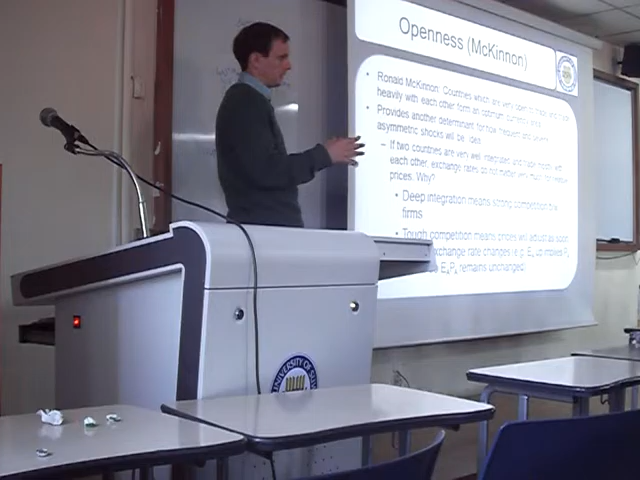 Openness (McKinnon)
• Ronald McKinnon: Countries which are very open to trade and trade
heavily with each other form an optimum currency area
• Provides another determinant for how frequent and severe
asymmetric shocks will be
– If two countries are very well integrated and trade mostly with
each other, exchange rates do not matter very much for
prices. Why?
• Deep integration means strong competition
firms
• Tough competition means prices will adjust as soon
exchange rate changes (e.g. up
remains unchanged
UNIVERSITY OF